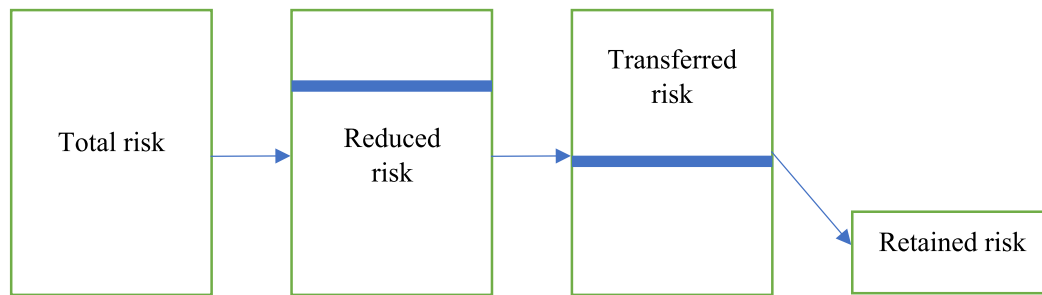 Total risk
Reduced
risk
Transferred
risk
Retained risk